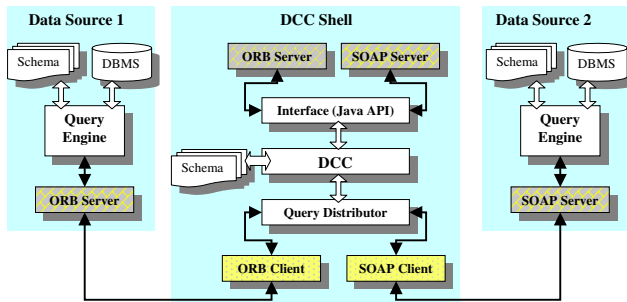 Data Source 1
Schema
DBMS
Query
Engine
ORB Server
DCC Shell
ORB Server
SOAP Server
Interface (Java API)
Schema
DCC
Query Distributor
ORB Client
SOAP Client
Data Source 2
Schema
DBMS
Query
Engine
SOAP Server